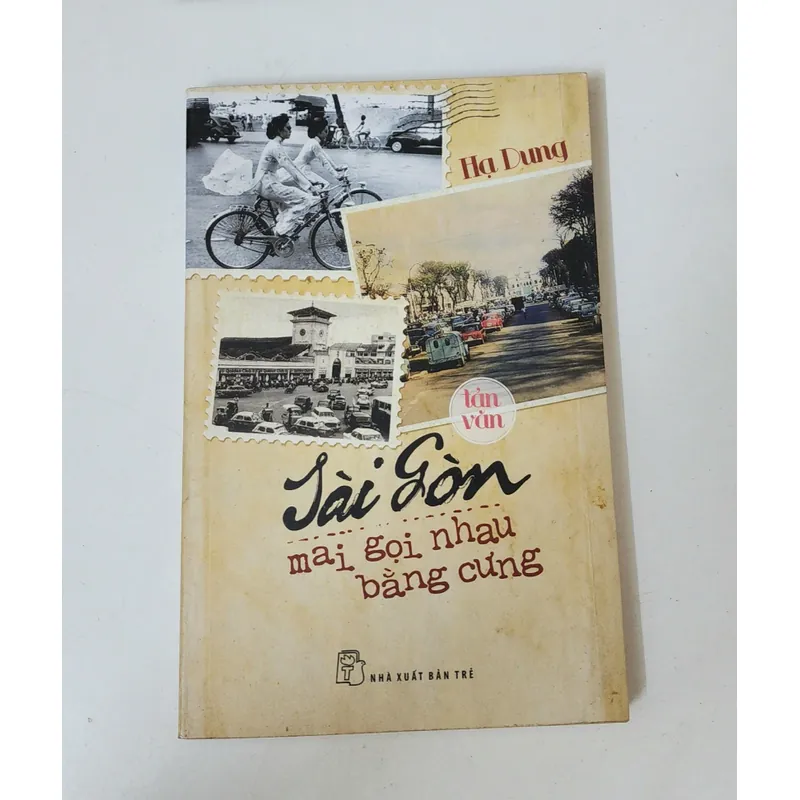 Hạ Dung
tản
văn
Sài Gòn
mai gọi nhau
bằng cưng
NHÀ XUẤT BẢN TRẺ